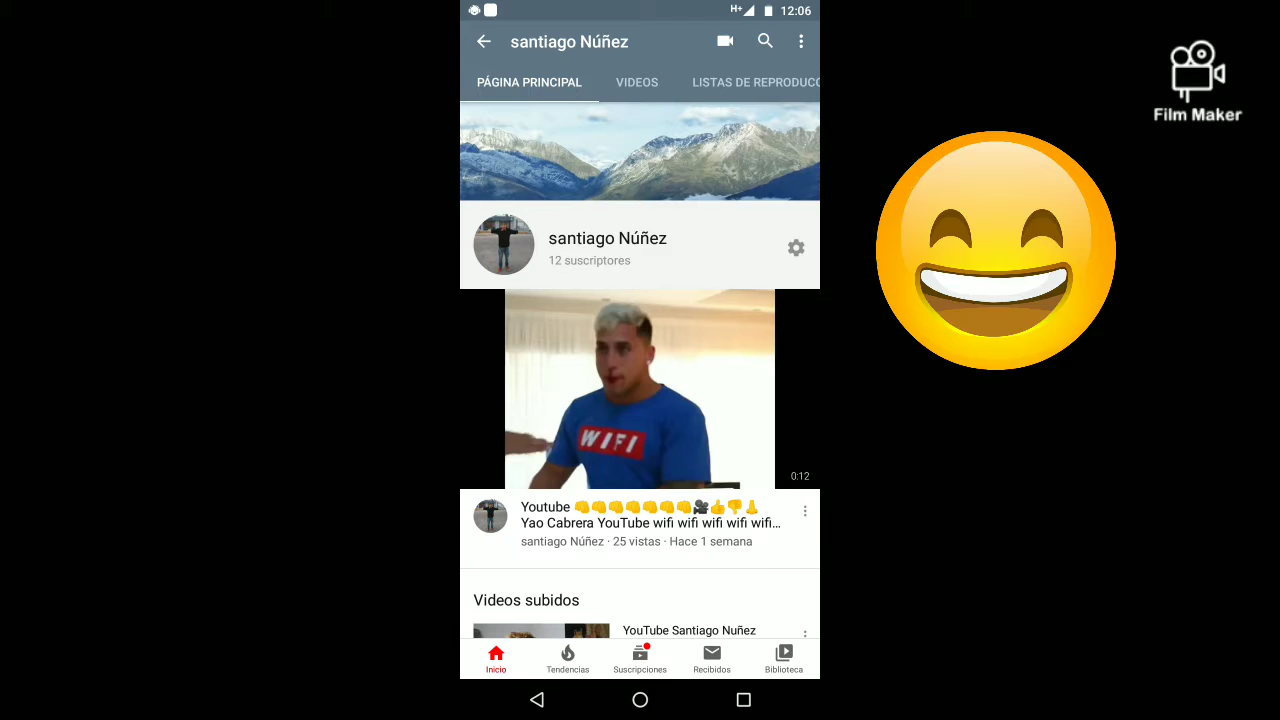 H+ 12:06
santiago Núñez
PÁGINA PRINCIPAL VIDEOS LISTAS DE REPRODUCC
Film Maker
santiago Núñez
12 suscriptores
WIFI
0:12
Youtube 👊👊👊👊👊👊👊🎥👍👎👃
Yao Cabrera YouTube wifi wifi wifi wifi wifi...
santiago Núñez · 25 vistas · Hace 1 semana
Videos subidos
YouTube Santiago Nuñez
Inicio Tendencias Suscripciones Recibidos Biblioteca